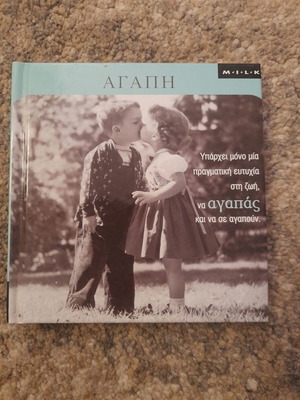 M·I·L·K
ΑΓΑΠΗ
Υπάρχει μόνο μία
πραγματική ευτυχία
στη ζωή,
να αγαπάς
και να σε αγαπούν.